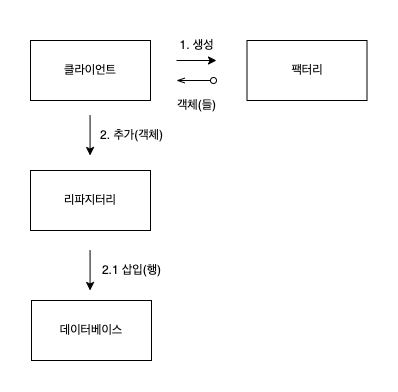 클라이언트
1. 생성
팩터리
객체(들)
2. 추가(객체)
리파지터리
2.1 삽입(행)
데이터베이스